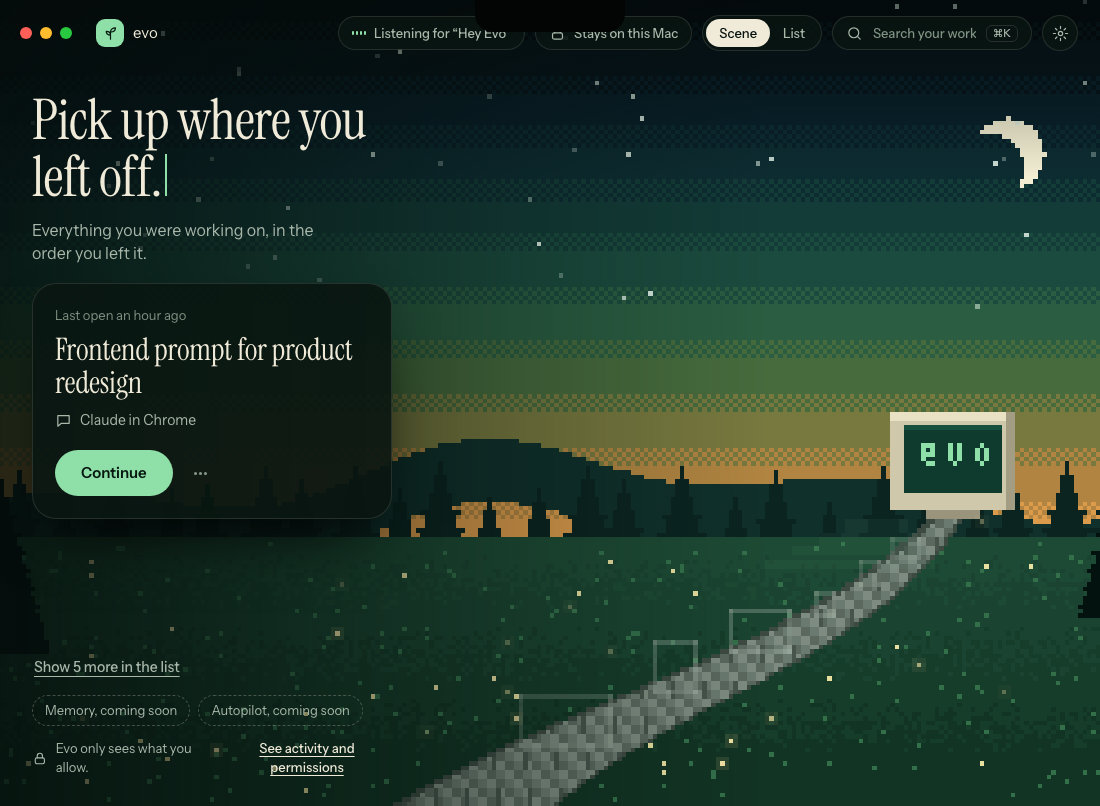 evo
Listening for “Hey Evo
Stays on this Mac
Scene
List
Search your work
⌘K
Pick up where you
left off.
Everything you were working on, in the
order you left it.
Last open an hour ago
Frontend prompt for product
redesign
Claude in Chrome
Continue
evo
Show 5 more in the list
Memory, coming soon
Autopilot, coming soon
Evo only sees what you
allow.
See activity and
permissions